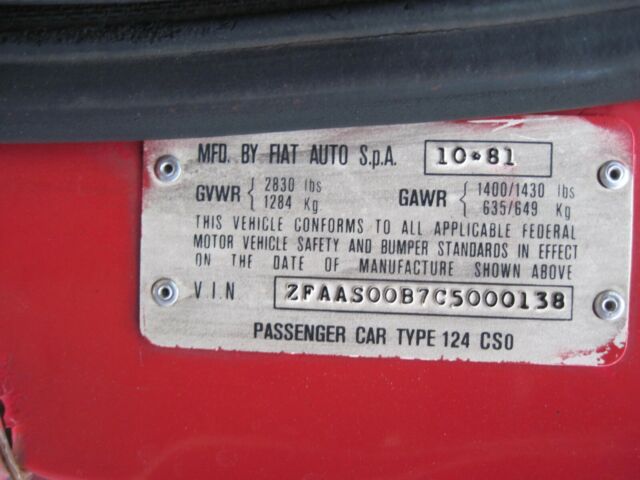 MFD. BY FIAT AUTO S.p.A. 10•81
GVWR { 2830 lbs 1284 Kg GAWR { 1400/1430 lbs 635/649 Kg
THIS VEHICLE CONFORMS TO ALL APPLICABLE FEDERAL
MOTOR VEHICLE SAFETY AND BUMPER STANDARDS IN EFFECT
ON THE DATE OF MANUFACTURE SHOWN ABOVE
V.I.N ZFAAS00B7C5000138
PASSENGER CAR TYPE 124 CS0